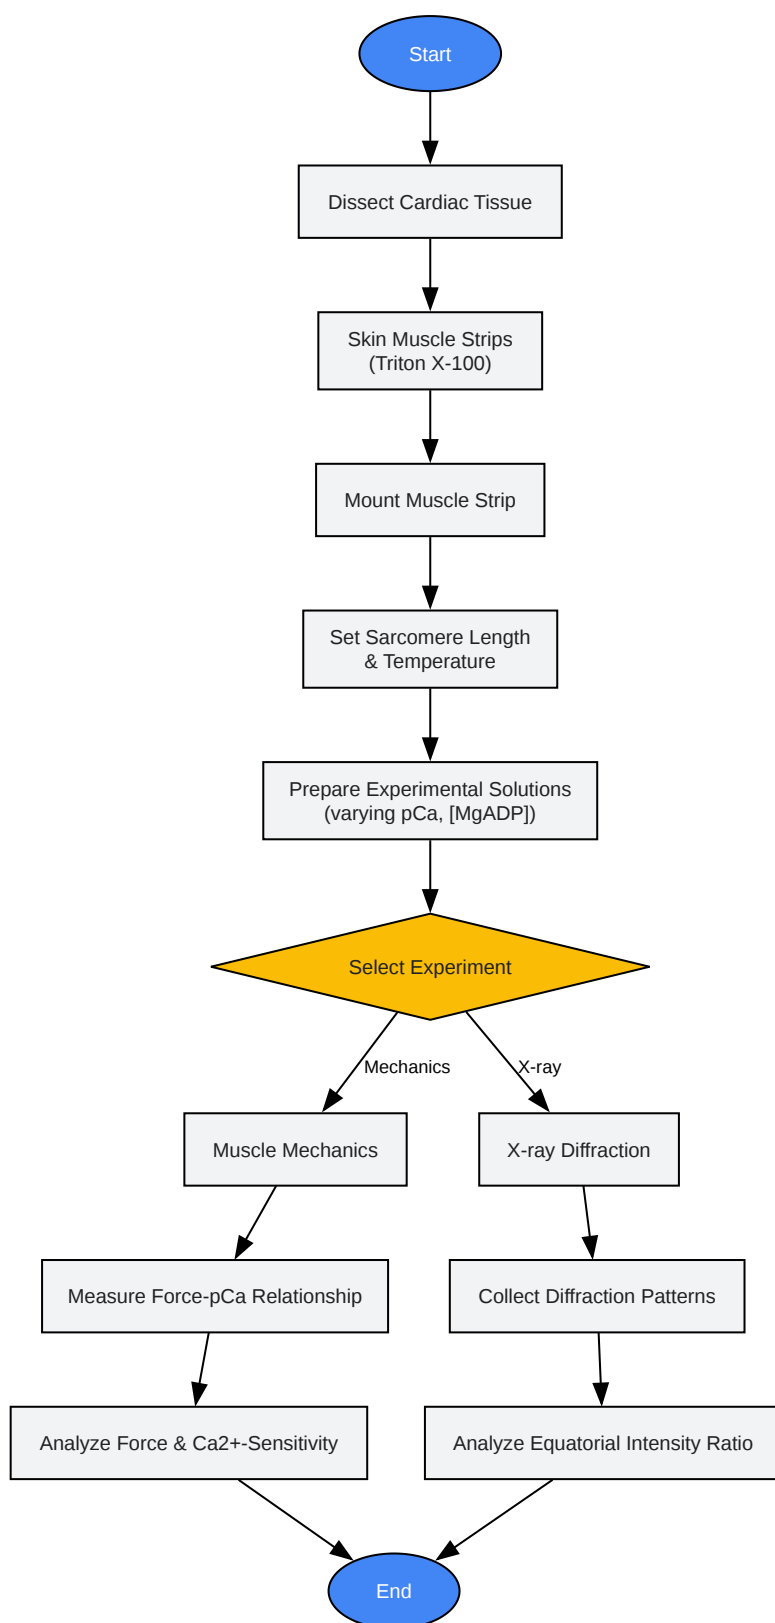 Start
Dissect Cardiac Tissue
Skin Muscle Strips
(Triton X-100)
Mount Muscle Strip
Set Sarcomere Length
& Temperature
Prepare Experimental Solutions
(varying pCa, [MgADP])
Select Experiment
Mechanics
X-ray
Muscle Mechanics
X-ray Diffraction
Measure Force-pCa Relationship
Collect Diffraction Patterns
Analyze Force & Ca2+-Sensitivity
Analyze Equatorial Intensity Ratio
End